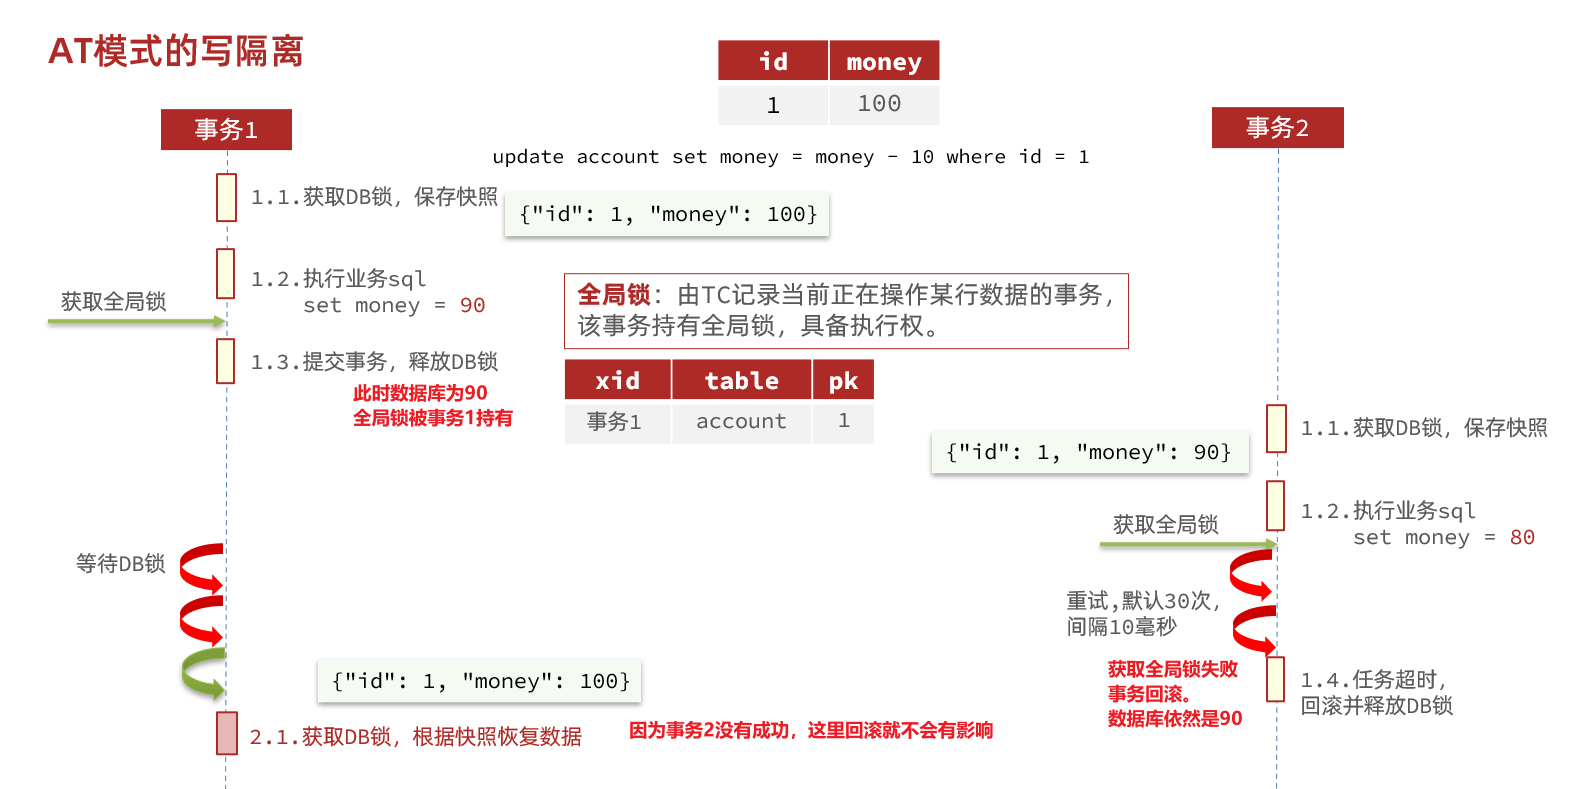 AT模式的写隔离
id money
1 100
事务1
事务2
update account set money = money - 10 where id = 1
1.1.获取DB锁，保存快照
{"id": 1, "money": 100}
1.2.执行业务sql
set money = 90
获取全局锁
全局锁：由TC记录当前正在操作某行数据的事务，
该事务持有全局锁，具备执行权。
1.3.提交事务，释放DB锁
此时数据库为90
全局锁被事务1持有
xid table pk
事务1 account 1
1.1.获取DB锁，保存快照
{"id": 1, "money": 90}
1.2.执行业务sql
set money = 80
获取全局锁
等待DB锁
重试,默认30次，
间隔10毫秒
获取全局锁失败
事务回滚。
数据库依然是90
1.4.任务超时，
回滚并释放DB锁
{"id": 1, "money": 100}
2.1.获取DB锁，根据快照恢复数据
因为事务2没有成功，这里回滚就不会有影响